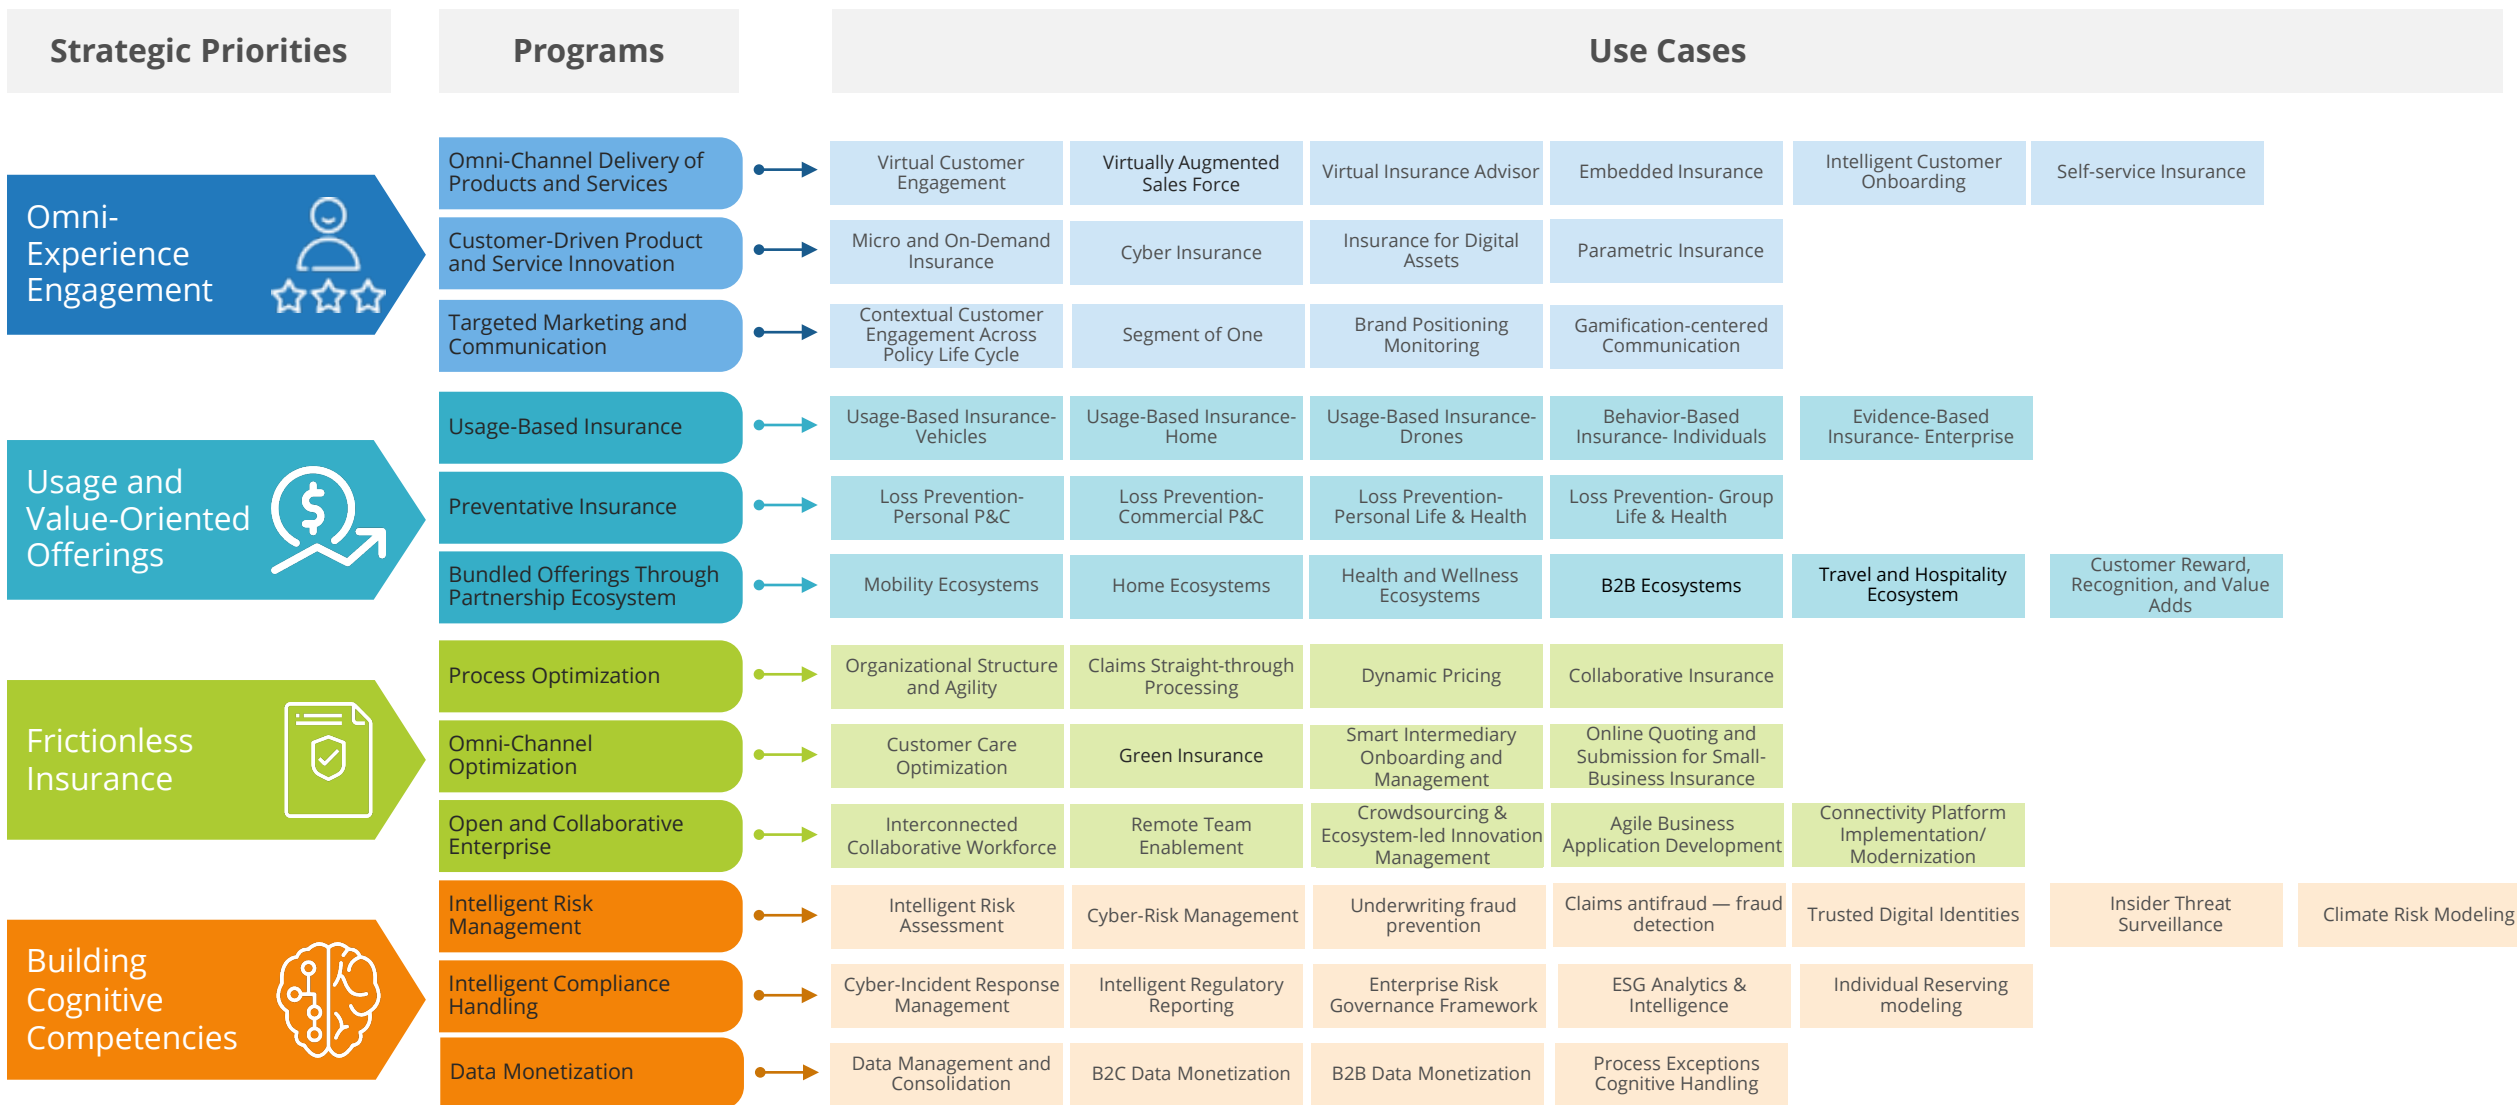 Strategic Priorities
Programs
Use Cases
Omni-
Experience
Engagement
Omni-Channel Delivery of
Products and Services
Virtual Customer
Engagement
Virtually Augmented
Sales Force
Virtual Insurance Advisor
Embedded Insurance
Intelligent Customer
Onboarding
Self-service Insurance
Customer-Driven Product
and Service Innovation
Micro and On-Demand
Insurance
Cyber Insurance
Insurance for Digital
Assets
Parametric Insurance
Targeted Marketing and
Communication
Contextual Customer
Engagement Across
Policy Life Cycle
Segment of One
Brand Positioning
Monitoring
Gamification-centered
Communication
Usage and
Value-Oriented
Offerings
$
Usage-Based Insurance
Usage-Based Insurance-
Vehicles
Usage-Based Insurance-
Home
Usage-Based Insurance-
Drones
Behavior-Based
Insurance- Individuals
Evidence-Based
Insurance- Enterprise
Preventative Insurance
Loss Prevention-
Personal P&C
Loss Prevention-
Commercial P&C
Loss Prevention-
Personal Life & Health
Loss Prevention- Group
Life & Health
Bundled Offerings Through
Partnership Ecosystem
Mobility Ecosystems
Home Ecosystems
Health and Wellness
Ecosystems
B2B Ecosystems
Travel and Hospitality
Ecosystem
Customer Reward,
Recognition, and Value
Adds
Frictionless
Insurance
Process Optimization
Organizational Structure
and Agility
Claims Straight-through
Processing
Dynamic Pricing
Collaborative Insurance
Omni-Channel
Optimization
Customer Care
Optimization
Green Insurance
Smart Intermediary
Onboarding and
Management
Online Quoting and
Submission for Small-
Business Insurance
Open and Collaborative
Enterprise
Interconnected
Collaborative Workforce
Remote Team
Enablement
Crowdsourcing &
Ecosystem-led Innovation
Management
Agile Business
Application Development
Connectivity Platform
Implementation/
Modernization
Building
Cognitive
Competencies
Intelligent Risk
Management
Intelligent Risk
Assessment
Cyber-Risk Management
Underwriting fraud
prevention
Claims antifraud — fraud
detection
Trusted Digital Identities
Insider Threat
Surveillance
Climate Risk Modeling
Intelligent Compliance
Handling
Cyber-Incident Response
Management
Intelligent Regulatory
Reporting
Enterprise Risk
Governance Framework
ESG Analytics &
Intelligence
Individual Reserving
modeling
Data Monetization
Data Management and
Consolidation
B2C Data Monetization
B2B Data Monetization
Process Exceptions
Cognitive Handling